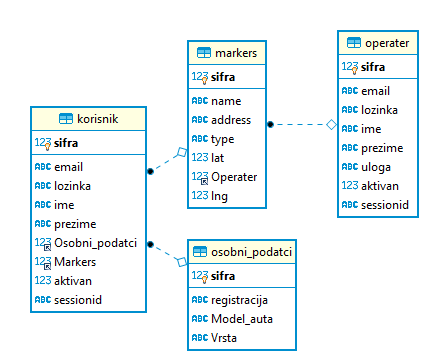 korisnik
123 sifra
ABC email
ABC lozinka
ABC ime
ABC prezime
123 Osobni_podatci
123 Markers
123 aktivan
ABC sessionid
markers
123 sifra
ABC name
ABC address
ABC type
123 lat
123 Operater
123 lng
operater
123 sifra
ABC email
ABC lozinka
ABC ime
ABC prezime
ABC uloga
123 aktivan
ABC sessionid
osobni_podatci
123 sifra
ABC registracija
ABC Model_auta
ABC Vrsta